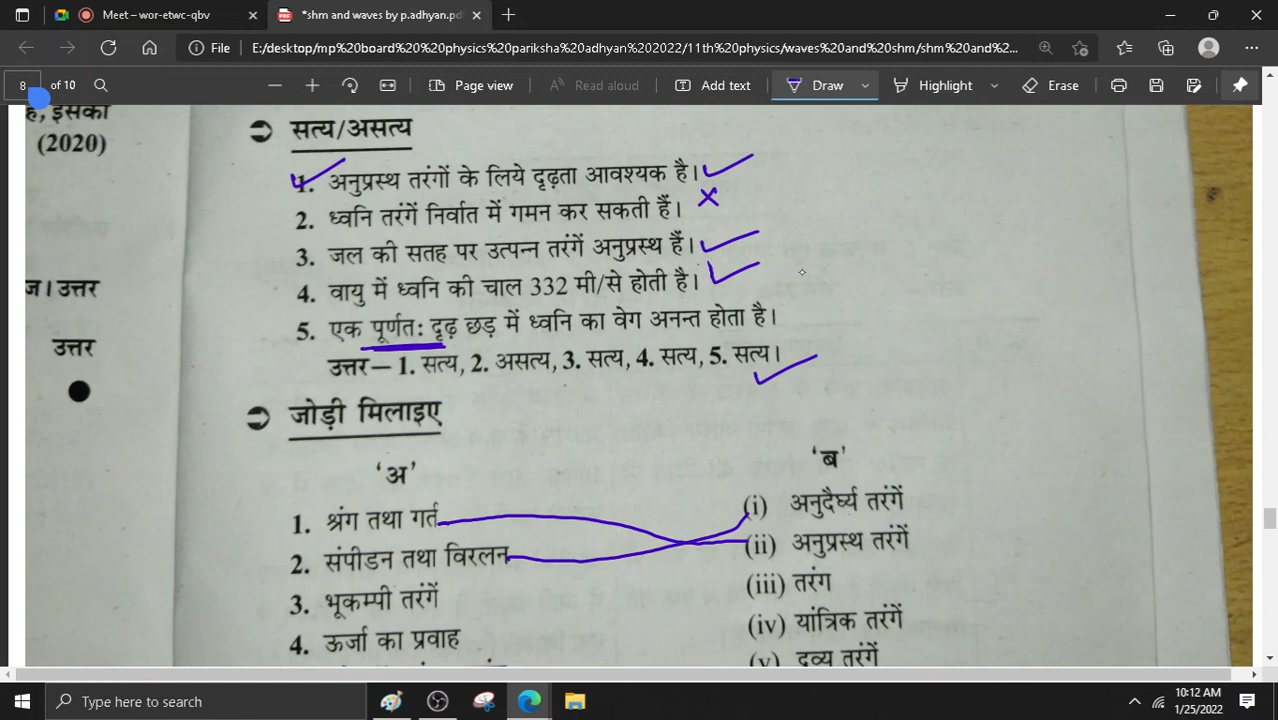 Meet – wor-etwc-qbv
*shm and waves by p.adhyan.pdf
File
E:/desktop/mp%20board%20%20physics%20pariksha%20adhyan%202022/11th%20physics/waves%20and%20shm/shm%20and%2...
8 of 10
Page view
Read aloud
Add text
Draw
Highlight
Erase
है, इसका
(2020)
ज। उत्तर
उत्तर
सत्य/असत्य
1. अनुप्रस्थ तरंगों के लिये दृढ़ता आवश्यक है।
2. ध्वनि तरंगें निर्वात में गमन कर सकती हैं।
3. जल की सतह पर उत्पन्न तरंगें अनुप्रस्थ हैं।
4. वायु में ध्वनि की चाल 332 मी/से होती है।
5. एक पूर्णत: दृढ़ छड़ में ध्वनि का वेग अनन्त होता है।
उत्तर – 1. सत्य, 2. असत्य, 3. सत्य, 4. सत्य, 5. सत्य।
जोड़ी मिलाइए
'अ' 'ब'
1. श्रंग तथा गर्त (i) अनुदैर्घ्य तरंगें
2. संपीडन तथा विरलन (ii) अनुप्रस्थ तरंगें
3. भूकम्पी तरंगें (iii) तरंग
4. ऊर्जा का प्रवाह (iv) यांत्रिक तरंगें
(v) द्रव्य तरंगें
Type here to search
10:12 AM
1/25/2022